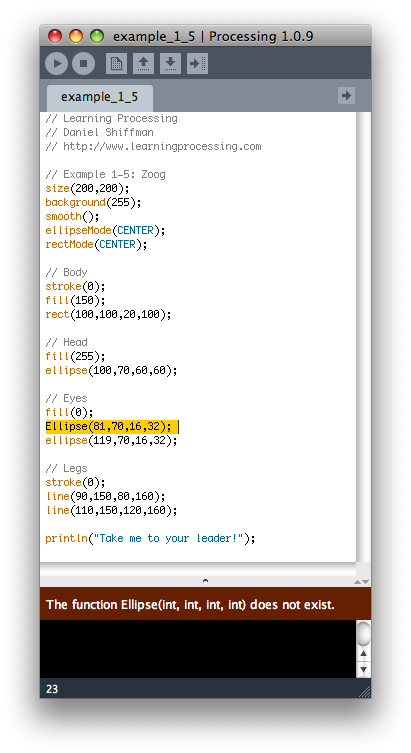 example_1_5 | Processing 1.0.9
example_1_5
// Learning Processing
// Daniel Shiffman
// http://www.learningprocessing.com
// Example 1-5: Zoog
size(200,200);
background(255);
smooth();
ellipseMode(CENTER);
rectMode(CENTER);
// Body
stroke(0);
fill(150);
rect(100,100,20,100);
// Head
fill(255);
ellipse(100,70,60,60);
// Eyes
fill(0);
Ellipse(81,70,16,32);
ellipse(119,70,16,32);
// Legs
stroke(0);
line(90,150,80,160);
line(110,150,120,160);
println("Take me to your leader!");
The function Ellipse(int, int, int, int) does not exist.
23